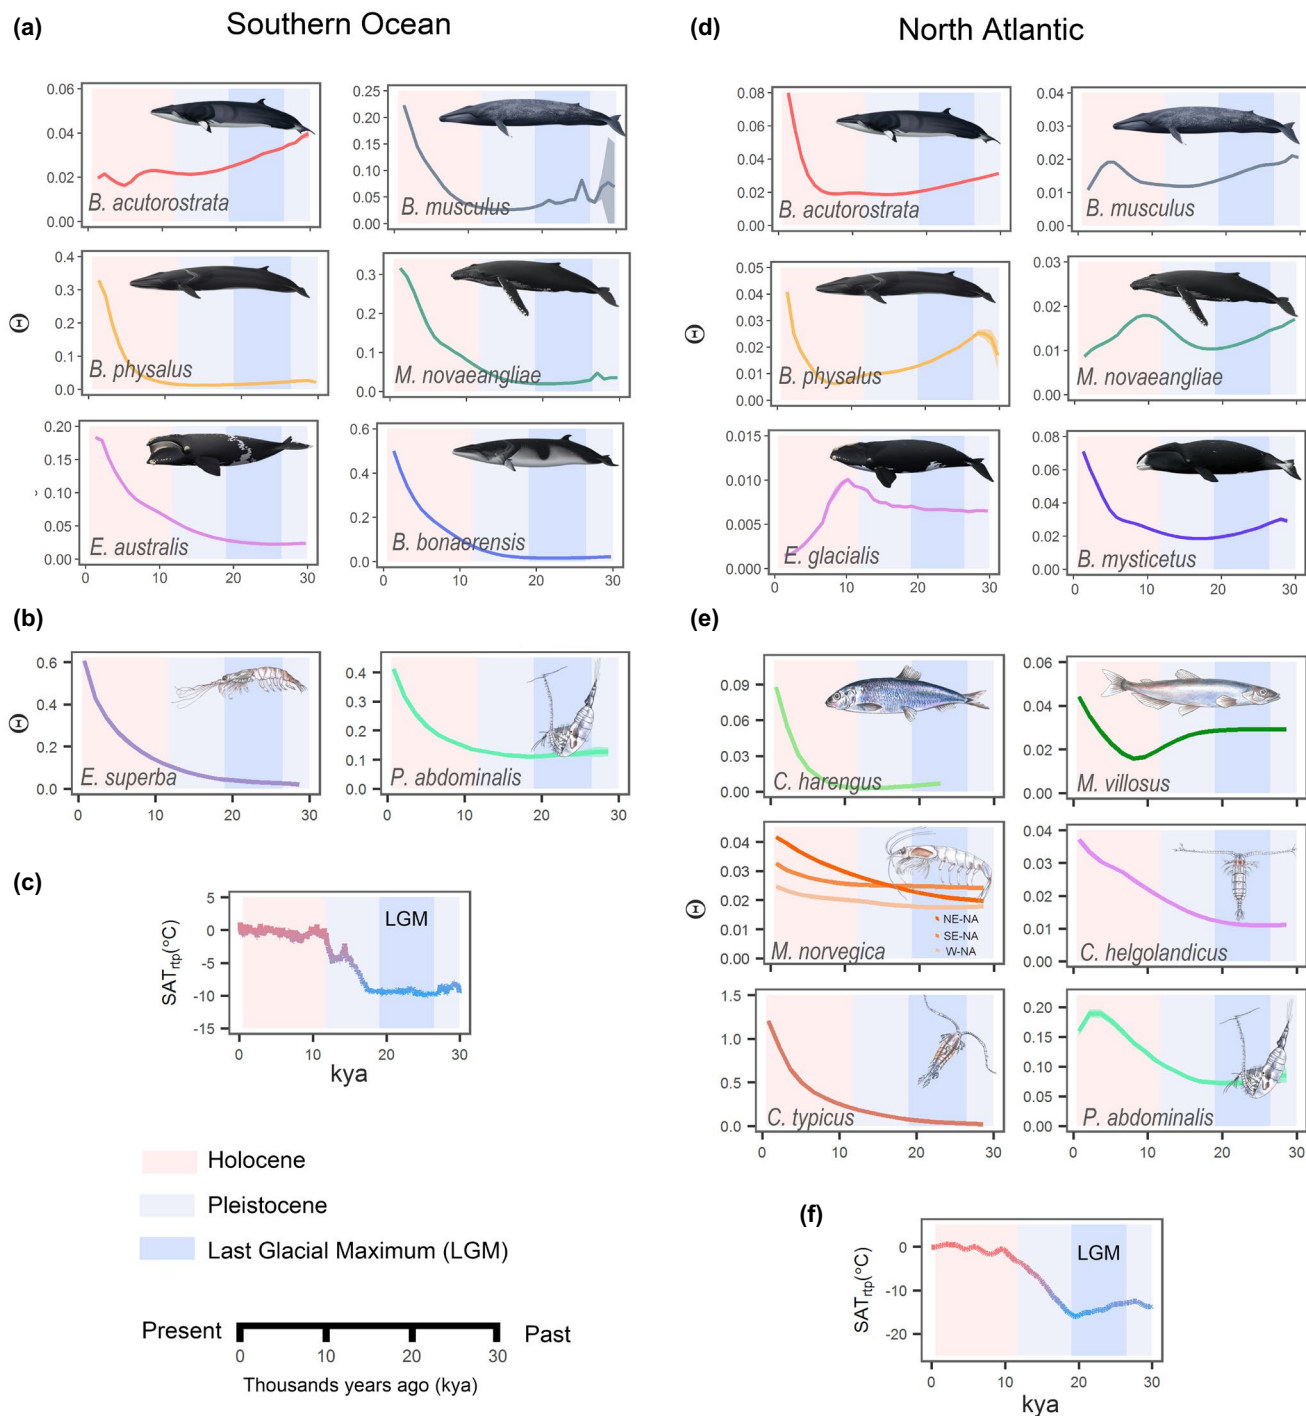 (a) Southern Ocean
0.06
0.04
0.02
0.00
B. acutorostrata
0.25
0.20
0.15
0.10
0.05
0.00
B. musculus
Θ
0.4
0.3
0.2
0.1
0.0
B. physalus
0.3
0.2
0.1
0.0
M. novaeangliae
0.20
0.15
0.10
0.05
0.00
E. australis
0 10 20 30
0.6
0.4
0.2
0.0
B. bonaerensis
0 10 20 30
(b)
Θ
0.6
0.4
0.2
0.0
E. superba
0 10 20 30
0.4
0.3
0.2
0.1
0.0
P. abdominalis
0 10 20 30
(c)
SATrtp(°C)
5
0
-5
-10
-15
LGM
0 10 20 30
kya
Holocene
Pleistocene
Last Glacial Maximum (LGM)
Present Past
0 10 20 30
Thousands years ago (kya)
(d) North Atlantic
0.08
0.06
0.04
0.02
0.00
B. acutorostrata
0.04
0.03
0.02
0.01
0.00
B. musculus
Θ
0.05
0.04
0.03
0.02
0.01
0.00
B. physalus
0.03
0.02
0.01
0.00
M. novaeangliae
0.015
0.010
0.005
0.000
E. glacialis
0 10 20 30
0.08
0.06
0.04
0.02
0.00
B. mysticetus
0 10 20 30
(e)
0.09
0.06
0.03
0.00
C. harengus
0.06
0.04
0.02
0.00
M. villosus
Θ
0.04
0.03
0.02
0.01
0.00
NE-NA
SE-NA
W-NA
M. norvegica
0.04
0.03
0.02
0.01
0.00
C. helgolandicus
1.5
1.0
0.5
0.0
C. typicus
0 10 20 30
0.20
0.15
0.10
0.05
0.00
P. abdominalis
0 10 20 30
(f)
SATrtp(°C)
0
-10
-20
LGM
0 10 20 30
kya